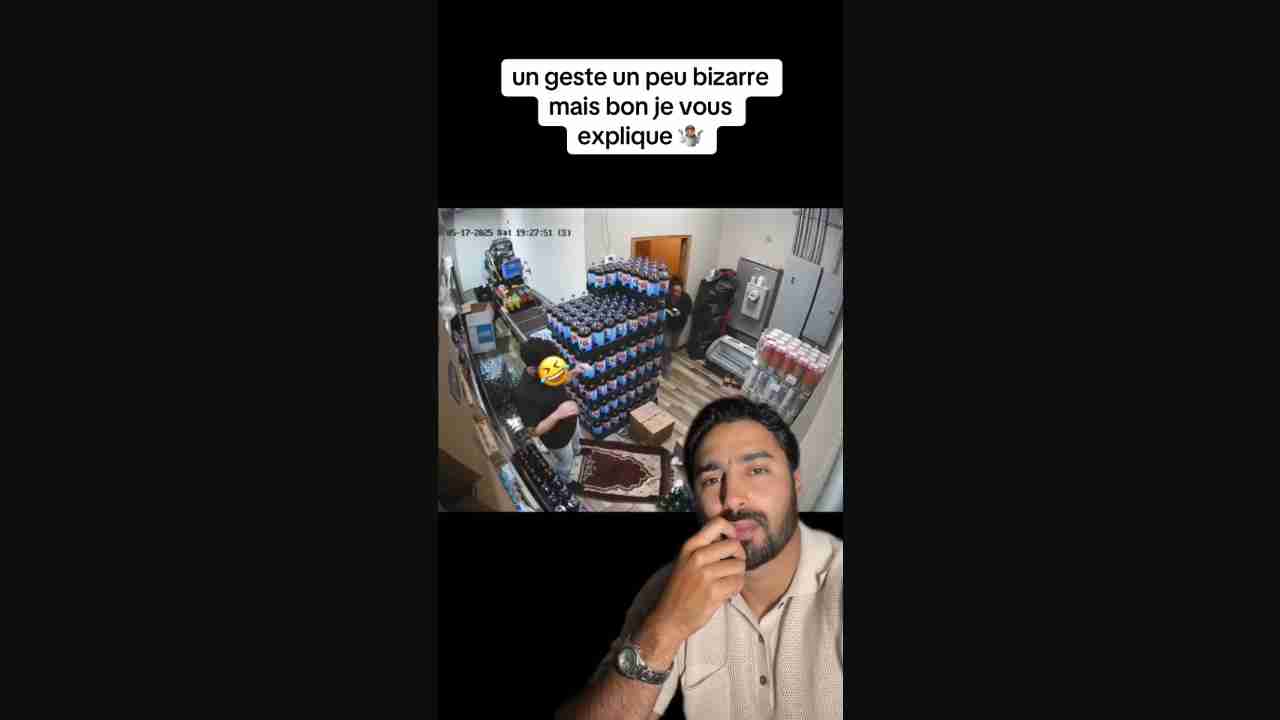 un geste un peu bizarre
mais bon je vous
explique 🤷🏽‍♂️
05-17-2025 Sat 19:27:51 (S)